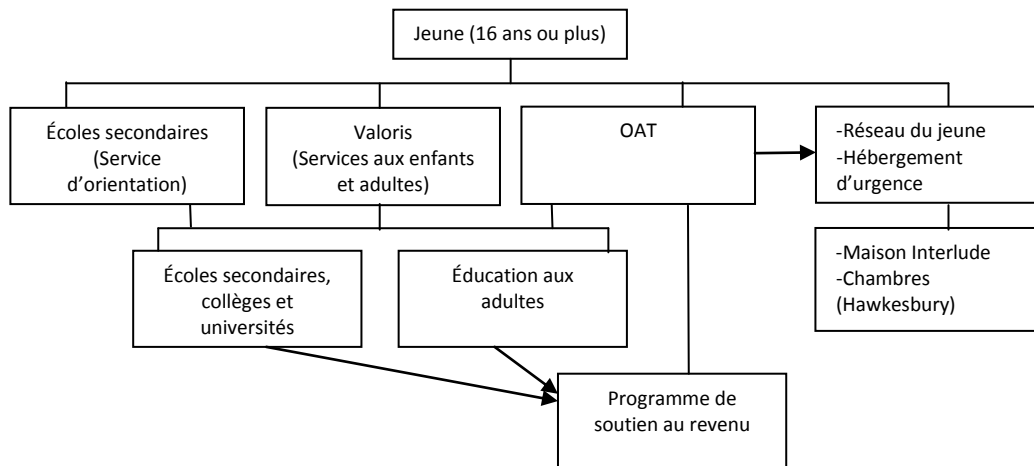 Jeune (16 ans ou plus)
Écoles secondaires
(Service
d’orientation)
Valoris
(Services aux enfants
et adultes)
OAT
-Réseau du jeune
-Hébergement
d’urgence
Écoles secondaires,
collèges et
universités
Éducation aux
adultes
-Maison Interlude
-Chambres
(Hawkesbury)
Programme de
soutien au revenu